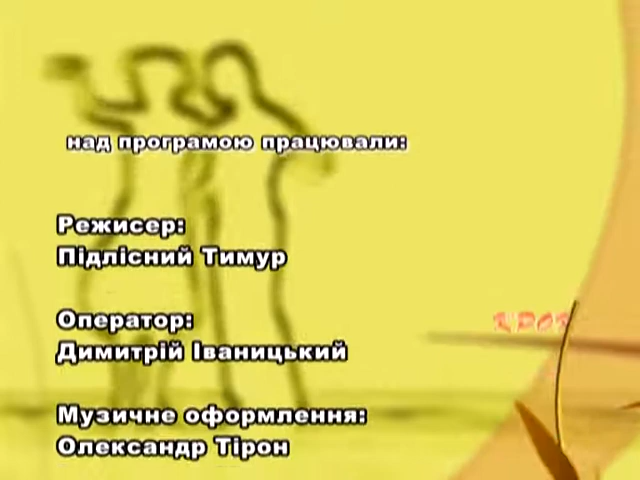 над програмою працювали:
Режисер:
Підлісний Тимур
Оператор:
Димитрій Іваницький
Музичне оформлення:
Олександр Тірон